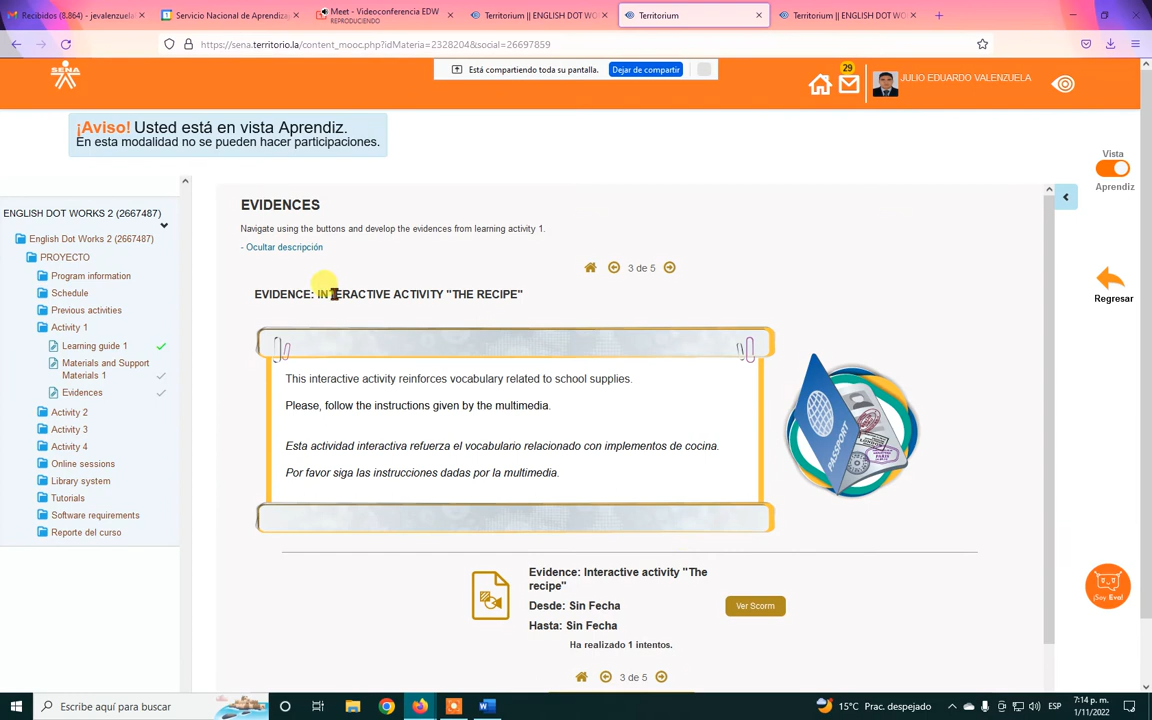 Recibidos (8.864) - jevalenzuela
Servicio Nacional de Aprendizaj
Meet - Videoconferencia EDW
REPRODUCIENDO
Territorium || ENGLISH DOT WO
Territorium
Territorium || ENGLISH DOT WO
https://sena.territorio.la/content_mooc.php?idMateria=2328204&social=26697859
SENA
Está compartiendo toda su pantalla.
Dejar de compartir
29
JULIO EDUARDO VALENZUELA
¡Aviso! Usted está en vista Aprendiz.
En esta modalidad no se pueden hacer participaciones.
Vista
Aprendiz
Regresar
ENGLISH DOT WORKS 2 (2667487)
English Dot Works 2 (2667487)
PROYECTO
Program information
Schedule
Previous activities
Activity 1
Learning guide 1
Materials and Support
Materials 1
Evidences
Activity 2
Activity 3
Activity 4
Online sessions
Library system
Tutorials
Software requirements
Reporte del curso
EVIDENCES
Navigate using the buttons and develop the evidences from learning activity 1.
- Ocultar descripción
3 de 5
EVIDENCE: INTERACTIVE ACTIVITY "THE RECIPE"
This interactive activity reinforces vocabulary related to school supplies.
Please, follow the instructions given by the multimedia.
Esta actividad interactiva refuerza el vocabulario relacionado con implementos de cocina.
Por favor siga las instrucciones dadas por la multimedia.
PASSPORT
Evidence: Interactive activity "The
recipe"
Desde: Sin Fecha
Hasta: Sin Fecha
Ha realizado 1 intentos.
Ver Scorm
3 de 5
¡Soy Eva!
Escribe aquí para buscar
15°C Prac. despejado
ESP
7:14 p. m.
1/11/2022